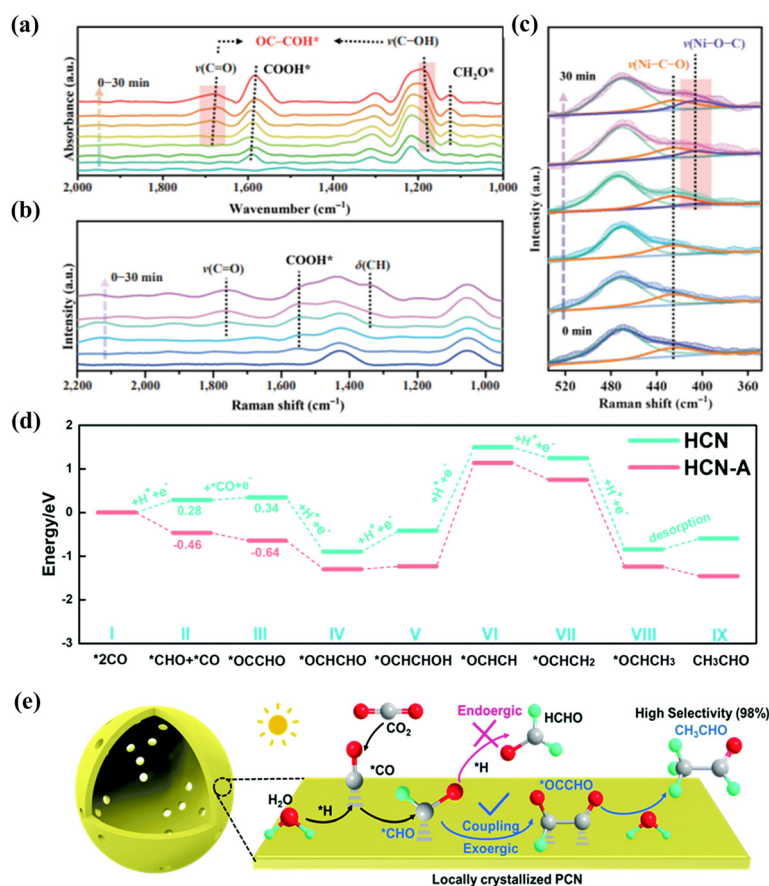 (a)
OC–COH*
ν(C=O)
ν(C–OH)
COOH*
CH₂O*
0–30 min
Absorbance (a.u.)
2,000 1,800 1,600 1,400 1,200 1,000
Wavenumber (cm⁻¹)
(b)
0–30 min
ν(C=O)
COOH*
δ(CH)
Intensity (a.u.)
2,200 2,000 1,800 1,600 1,400 1,200 1,000
Raman shift (cm⁻¹)
(c)
ν(Ni–O–C)
ν(Ni–C–O)
30 min
0 min
Intensity (a.u.)
520 480 440 400 360
Raman shift (cm⁻¹)
(d)
Energy/eV
2
1
0
-1
-2
-3
HCN
HCN-A
+H⁺+e⁻
+*CO+e⁻
+H⁺+e⁻
+H⁺+e⁻
+H⁺+e⁻
+H⁺+e⁻
+H⁺+e⁻
desorption
0.28
0.34
-0.46
-0.64
I II III IV V VI VII VIII IX
*2CO *CHO+*CO *OCCHO *OCHCHO *OCHCHOH *OCHCH *OCHCH₂ *OCHCH₃ CH₃CHO
(e)
H₂O
*H
CO₂
*CO
*CHO
Endoergic
*H
HCHO
Coupling
Exoergic
*OCCHO
High Selectivity (98%)
CH₃CHO
Locally crystallized PCN